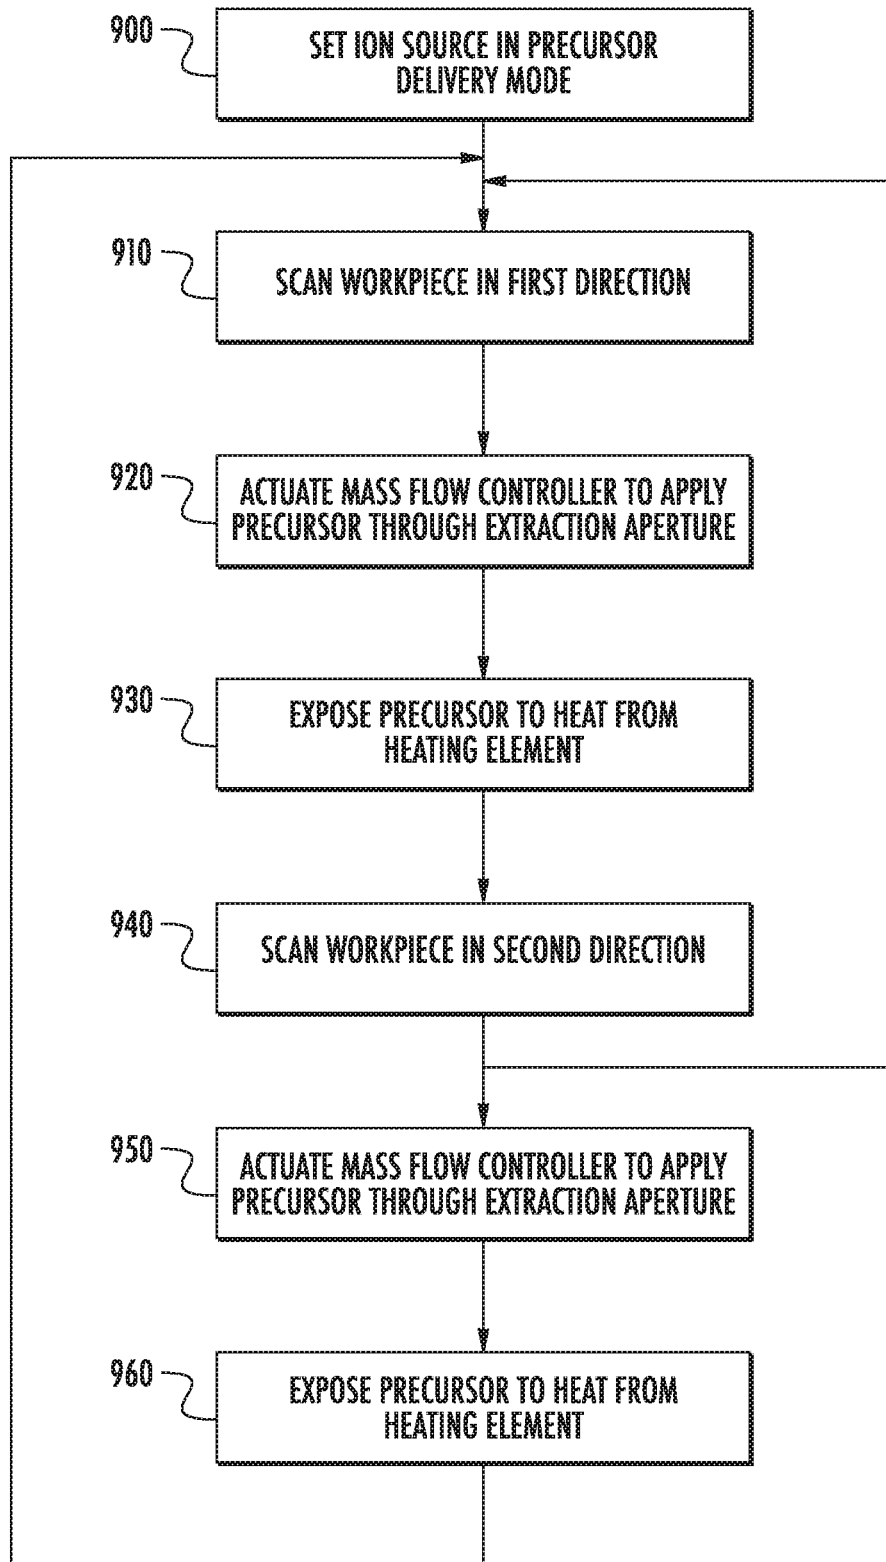 900
SET ION SOURCE IN PRECURSOR
DELIVERY MODE
910
SCAN WORKPIECE IN FIRST DIRECTION
920
ACTUATE MASS FLOW CONTROLLER TO APPLY
PRECURSOR THROUGH EXTRACTION APERTURE
930
EXPOSE PRECURSOR TO HEAT FROM
HEATING ELEMENT
940
SCAN WORKPIECE IN SECOND DIRECTION
950
ACTUATE MASS FLOW CONTROLLER TO APPLY
PRECURSOR THROUGH EXTRACTION APERTURE
960
EXPOSE PRECURSOR TO HEAT FROM
HEATING ELEMENT